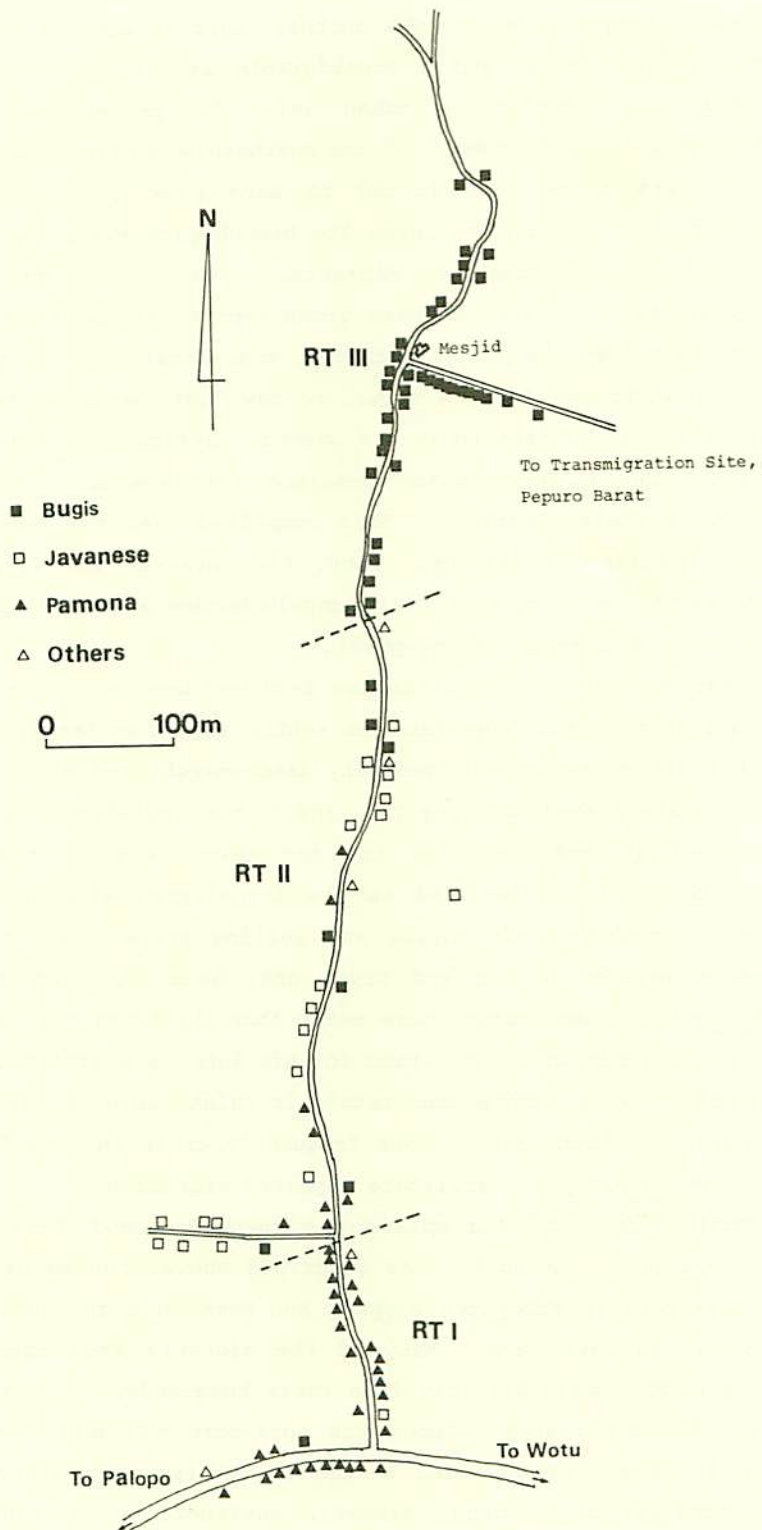 N
Mesjid
RT III
To Transmigration Site,
Pepuro Barat
Bugis
Javanese
Pamona
Others
0 100m
RT II
RT I
To Wotu
To Palopo